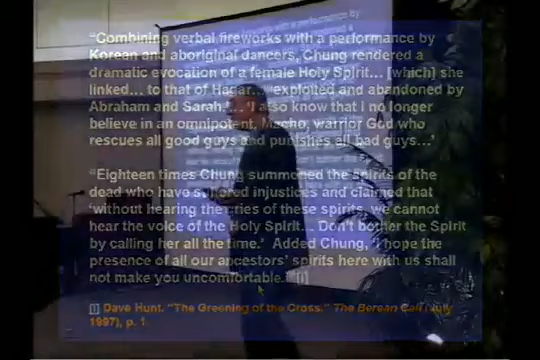 “Combining verbal fireworks with a performance by
Korean and aboriginal dancers, Chung rendered a
dramatic evocation of a female Holy Spirit... [which] she
linked... to that of Hagar... exploited and abandoned by
Abraham and Sarah.’... ‘I also know that I no longer
believe in an omnipotent, Macho, warrior God who
rescues all good guys and punishes all bad guys...’
“Eighteen times Chung summoned the spirits of the
dead who have suffered injustices and claimed that
‘without hearing the cries of these spirits, we cannot
hear the voice of the Holy Spirit... Don’t bother the Spirit
by calling her all the time.’ Added Chung, ‘I hope the
presence of all our ancestors’ spirits here with us shall
not make you uncomfortable.’” [i]
[i] Dave Hunt. “The Greening of the Cross.” The Berean Call (July
1997), p. 1.